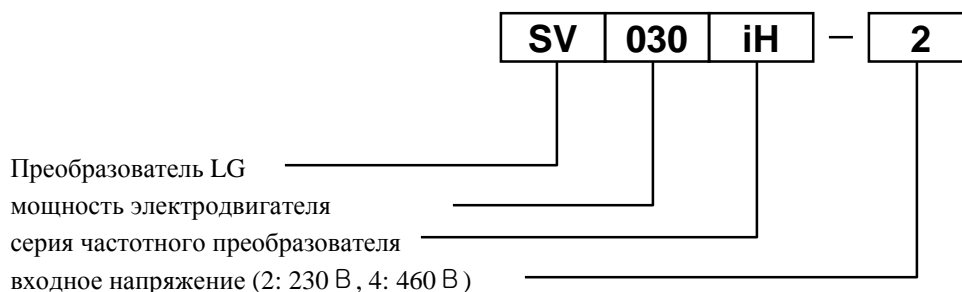 SV 030 iH – 2
Преобразователь LG
мощность электродвигателя
серия частотного преобразователя
входное напряжение (2: 230 В, 4: 460 В)